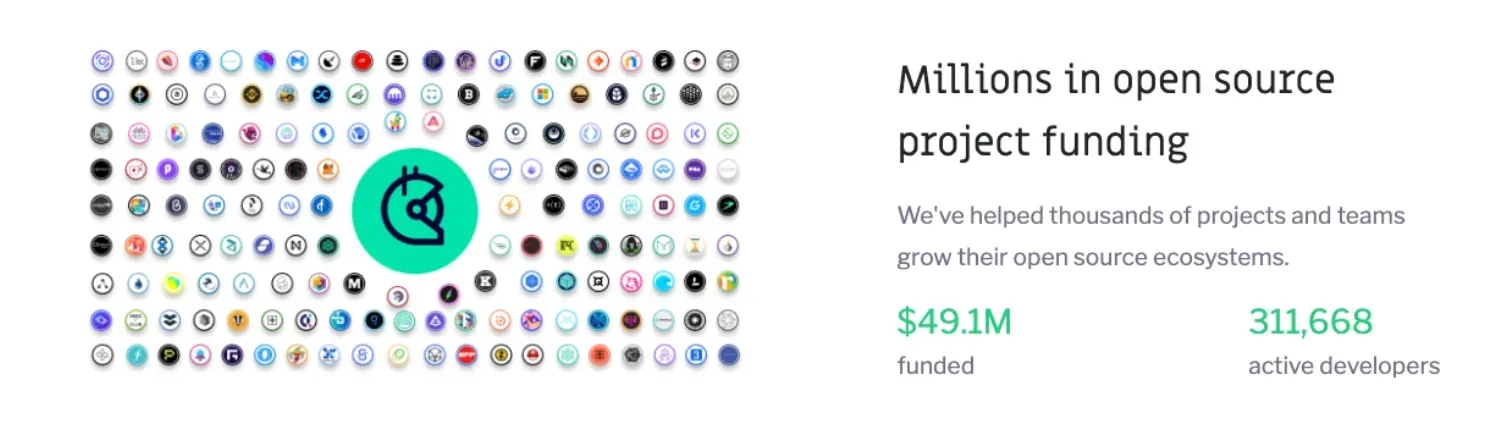 Millions in open source
project funding
We've helped thousands of projects and teams
grow their open source ecosystems.
$49.1M
311,668
funded
active developers